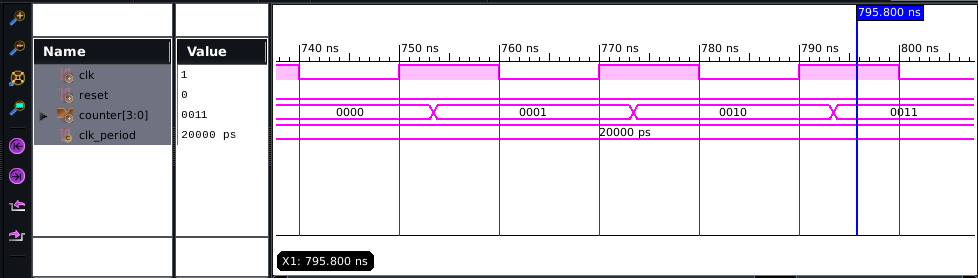 795.800 ns
Name Value
740 ns 750 ns 760 ns 770 ns 780 ns 790 ns 800 ns
clk 1
reset 0
counter[3:0] 0011 0000 0001 0010 0011
clk_period 20000 ps 20000 ps
X1: 795.800 ns